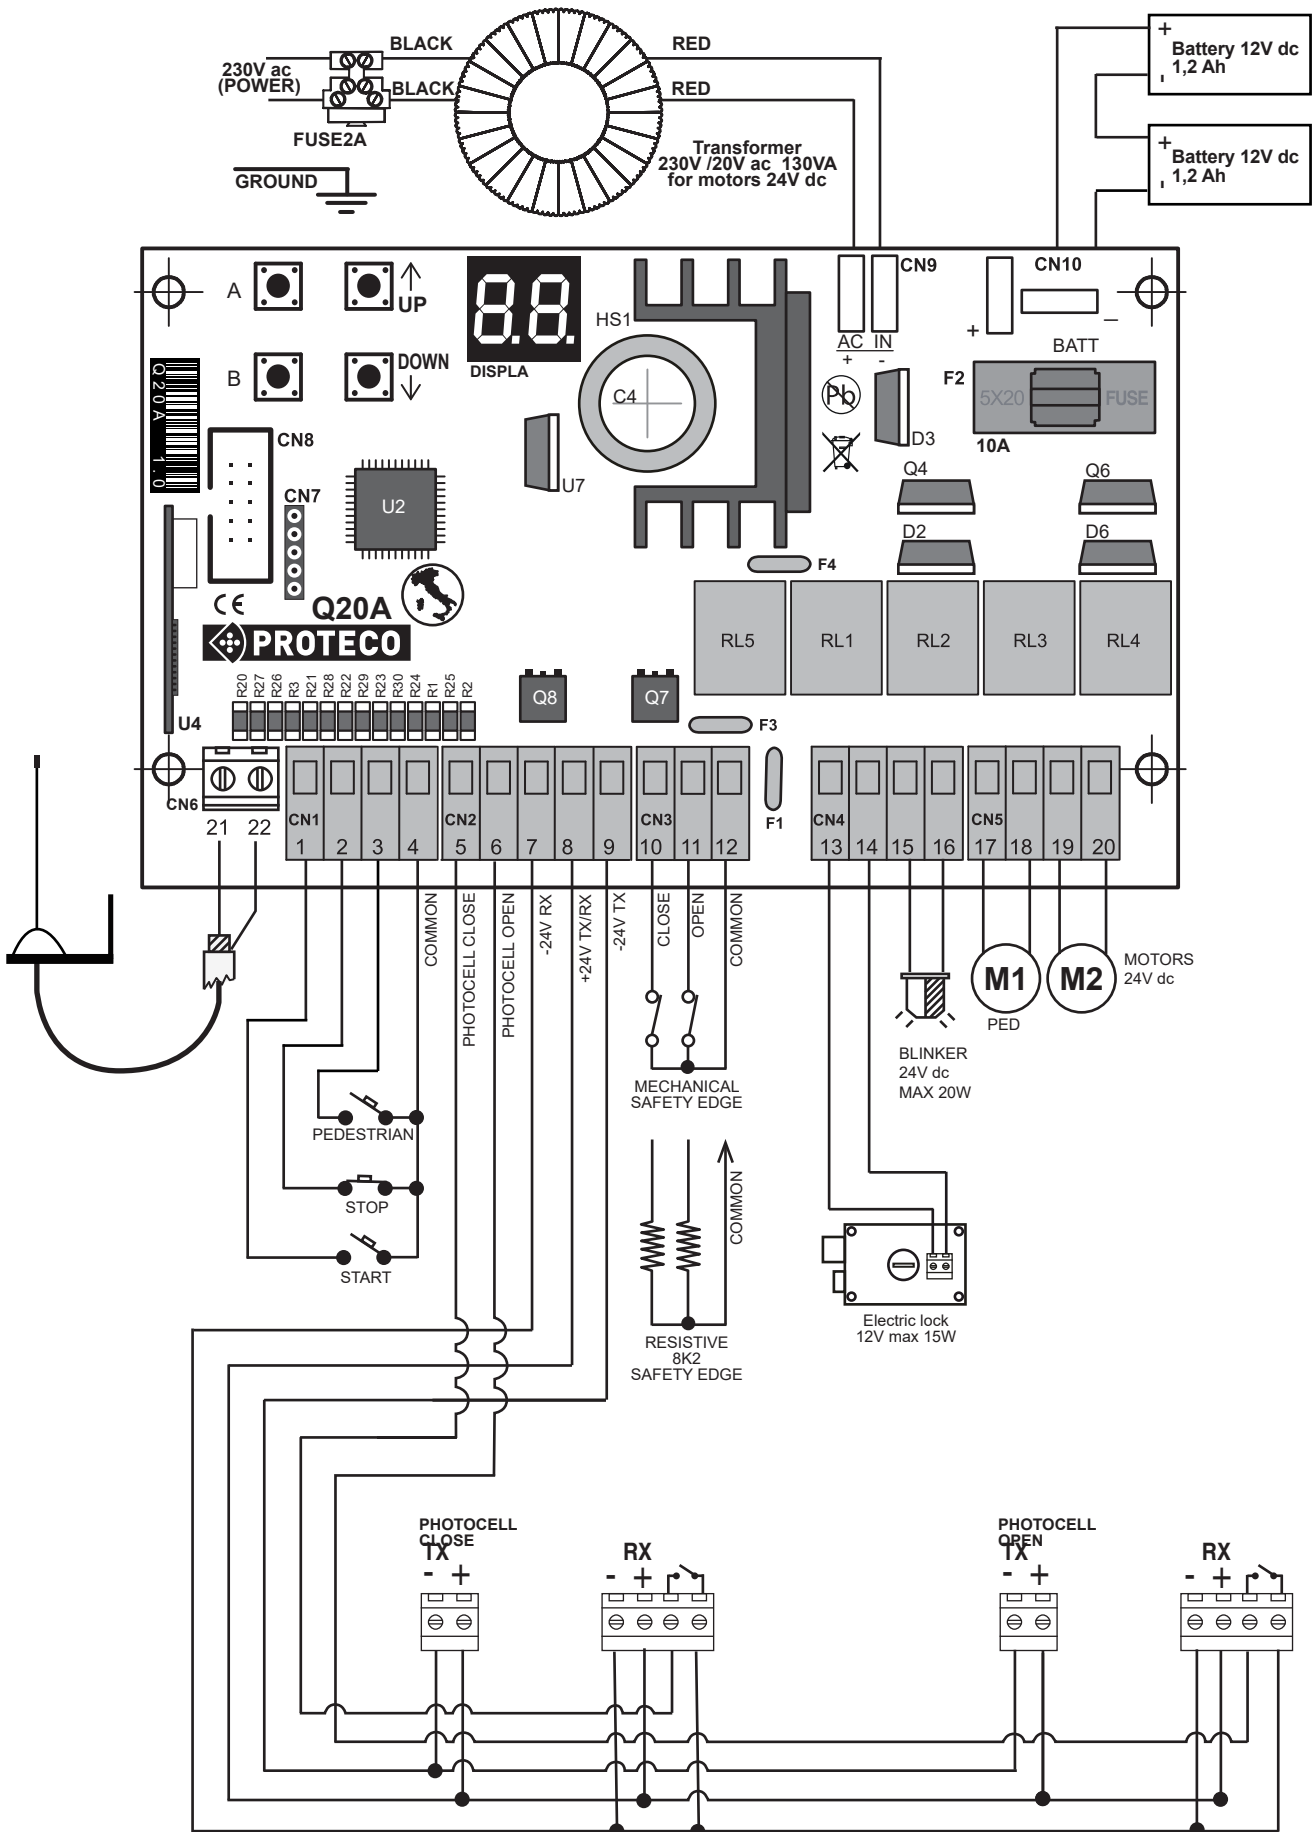 BLACK
RED
230V ac
(POWER)
BLACK
RED
FUSE2A
GROUND
Transformer
230V /20V ac 130VA
for motors 24V dc
+
Battery 12V dc
1,2 Ah
-
+
Battery 12V dc
1,2 Ah
-
A
UP
B
DOWN
8.8.
DISPLA
HS1
C4
CN9
AC IN
+ -
CN10
+
–
BATT
F2
5X20
FUSE
10A
Pb
D3
Q20A 1.0
CN8
CN7
U2
U7
Q4
Q6
D2
D6
F4
CE
Q20A
PROTECO
RL5
RL1
RL2
RL3
RL4
R20
R27
R26
R3
R21
R28
R22
R29
R23
R30
R24
R1
R25
R2
Q8
Q7
U4
F3
F1
CN6
21 22
CN1
1 2 3 4
CN2
5 6 7 8 9
CN3
10 11 12
CN4
13 14 15 16
CN5
17 18 19 20
COMMON
PHOTOCELL CLOSE
PHOTOCELL OPEN
-24V RX
+24V TX/RX
-24V TX
CLOSE
OPEN
COMMON
M1
M2
MOTORS
24V dc
PED
BLINKER
24V dc
MAX 20W
MECHANICAL
SAFETY EDGE
PEDESTRIAN
STOP
START
COMMON
RESISTIVE
8K2
SAFETY EDGE
Electric lock
12V max 15W
PHOTOCELL
CLOSE
TX
- +
RX
- +
PHOTOCELL
OPEN
TX
- +
RX
- +